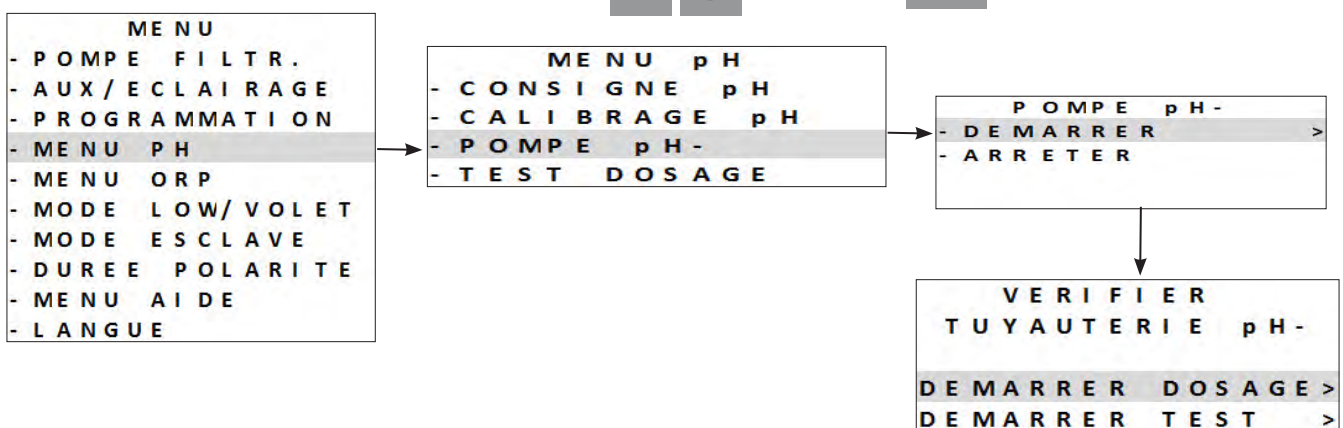 MENU
- POMPE FILTR.
- AUX/ECLAIRAGE
- PROGRAMMATION
- MENU PH
- MENU ORP
- MODE LOW/VOLET
- MODE ESCLAVE
- DUREE POLARITE
- MENU AIDE
- LANGUE
MENU pH
- CONSIGNE pH
- CALIBRAGE pH
- POMPE pH-
- TEST DOSAGE
POMPE pH-
- DEMARRER >
- ARRETER
VERIFIER
TUYAUTERIE pH-
DEMARRER DOSAGE>
DEMARRER TEST >